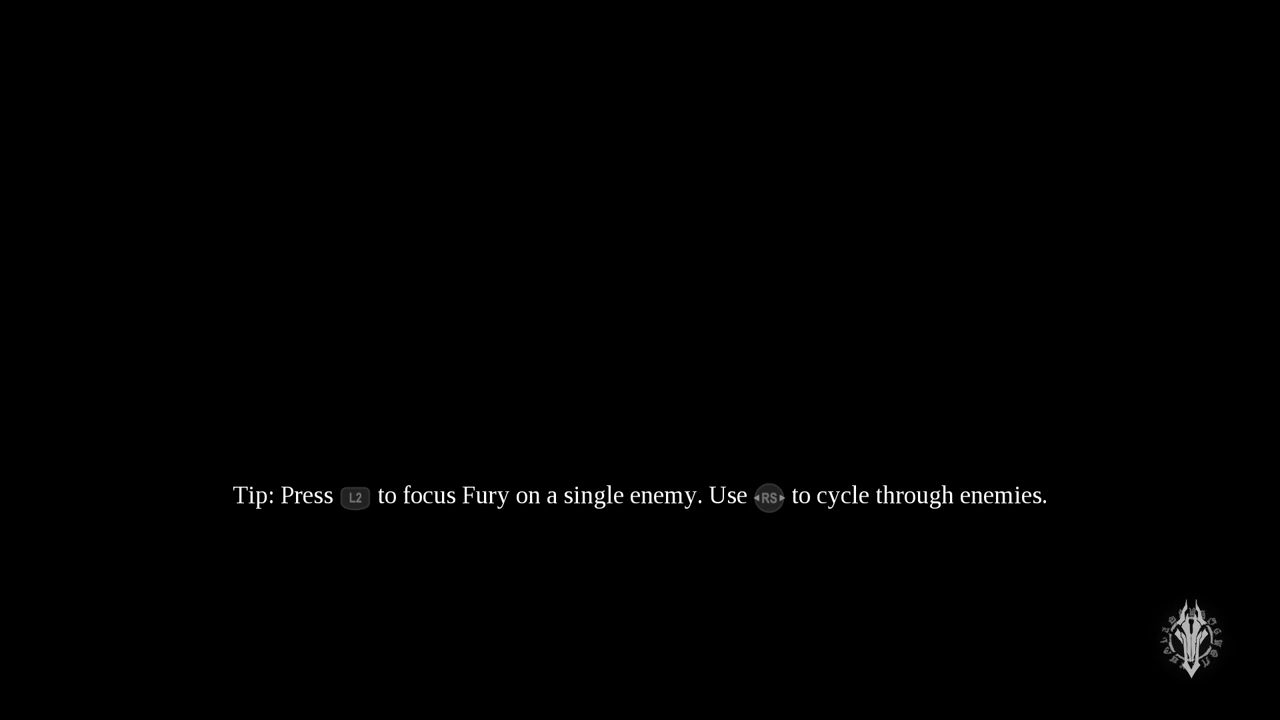 Tip: Press L2 to focus Fury on a single enemy. Use RS to cycle through enemies.